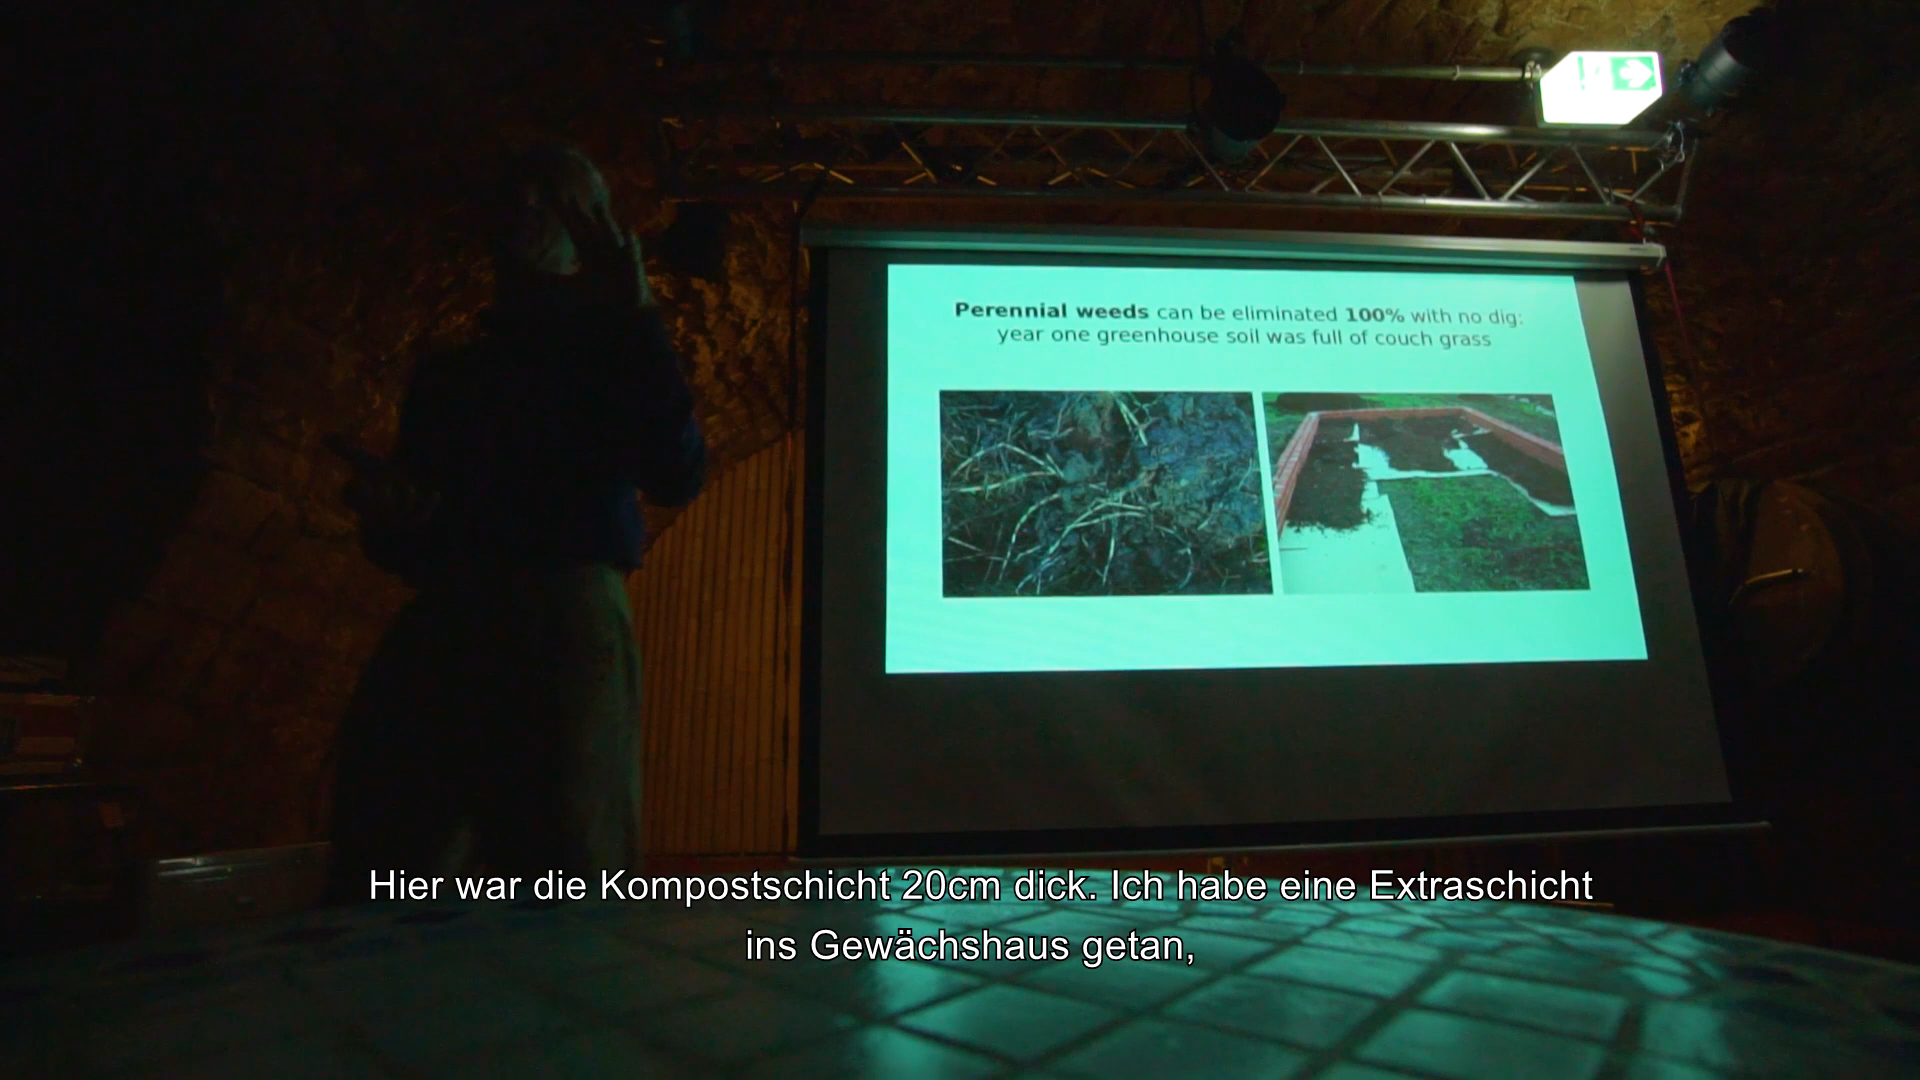 Perennial weeds can be eliminated 100% with no dig:
year one greenhouse soil was full of couch grass
Hier war die Kompostschicht 20cm dick. Ich habe eine Extraschicht
ins Gewächshaus getan,